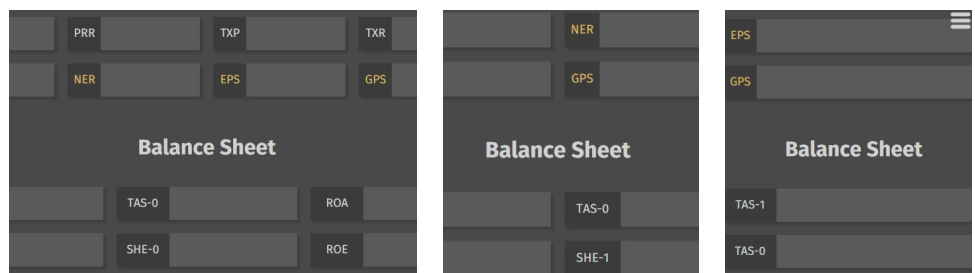 PRR TXP TXR
NER EPS GPS
Balance Sheet
TAS-0 ROA
SHE-0 ROE
NER
GPS
Balance Sheet
TAS-0
SHE-1
EPS
GPS
Balance Sheet
TAS-1
TAS-0